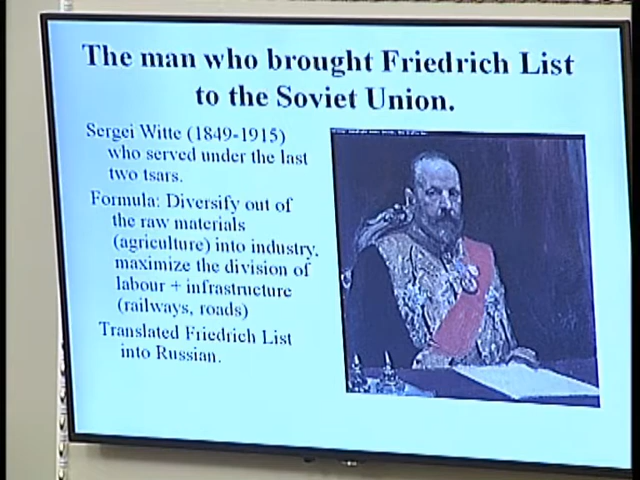 The man who brought Friedrich List
to the Soviet Union.
Sergei Witte (1849-1915)
who served under the last
two tsars.
Formula: Diversify out of
the raw materials
(agriculture) into industry,
maximize the division of
labour + infrastructure
(railways, roads)
Translated Friedrich List
into Russian.